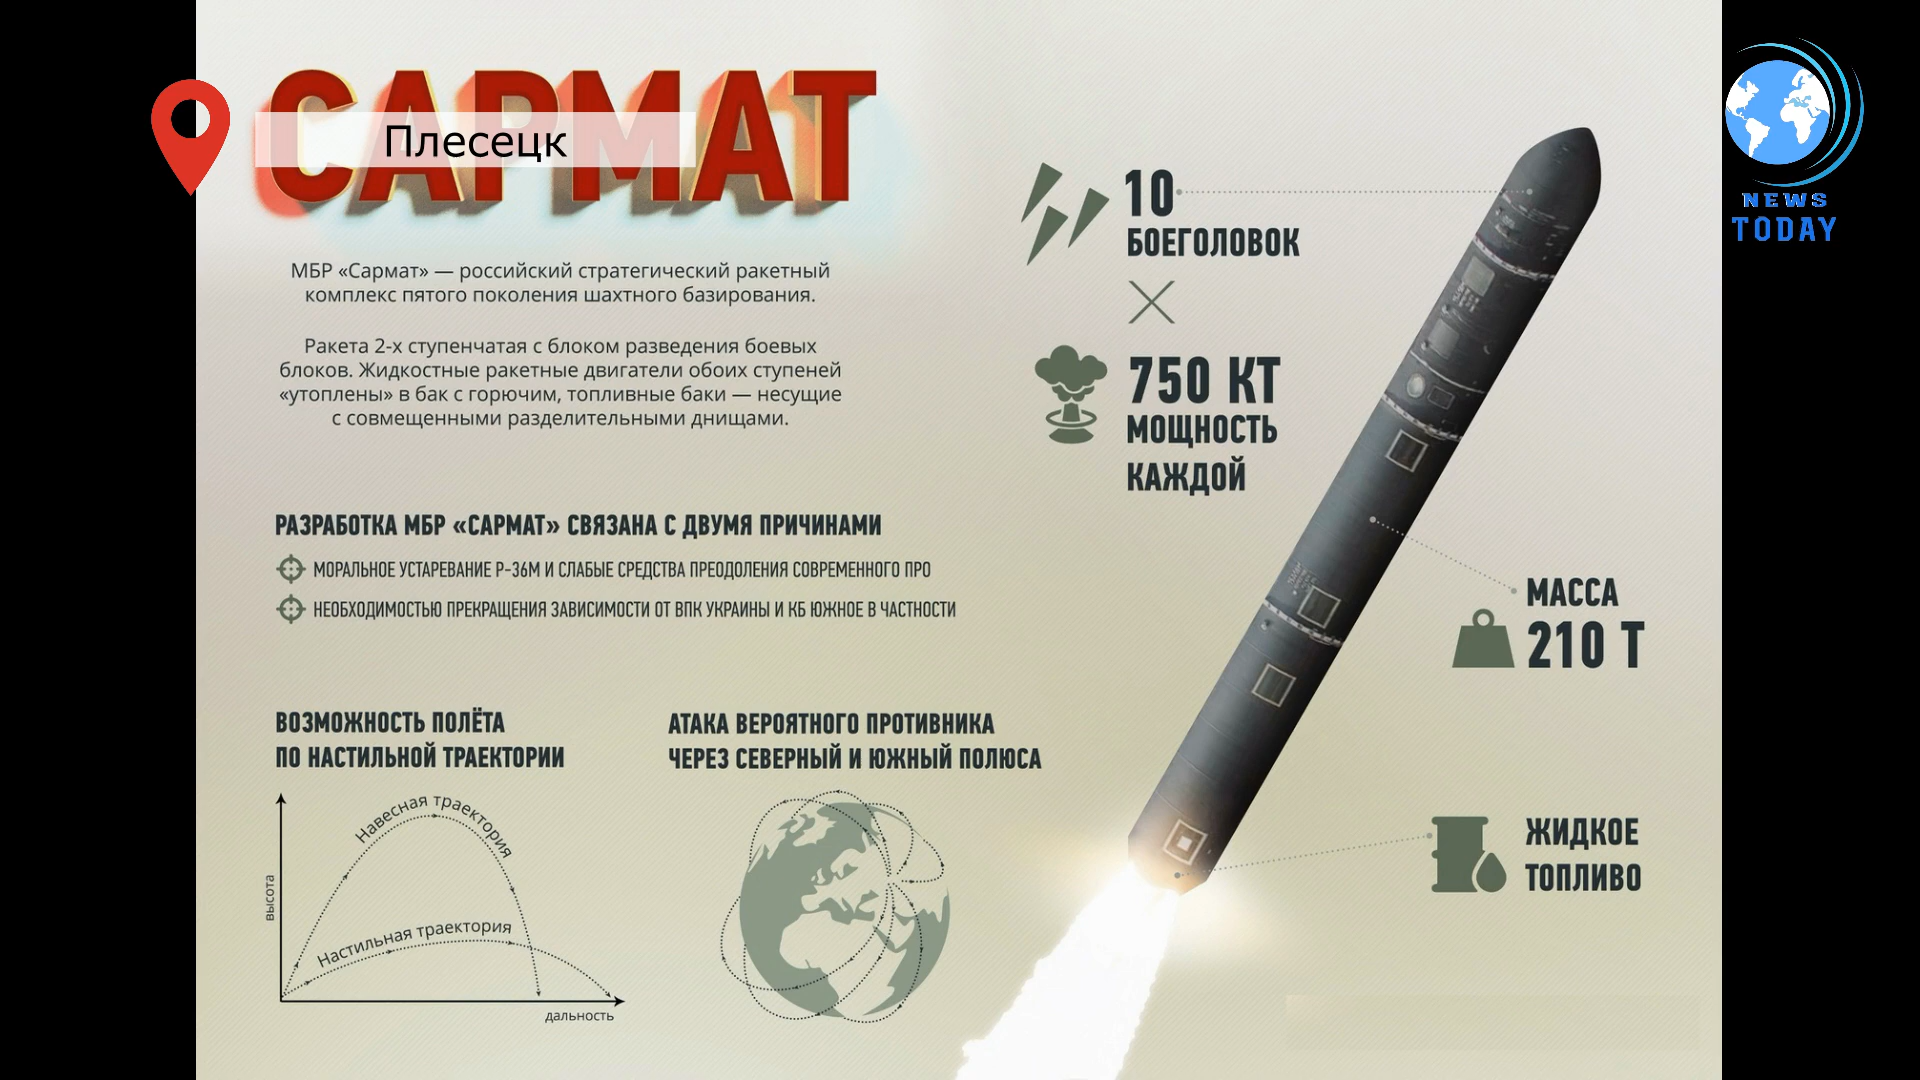 САРМАТ
Плесецк
NEWS
TODAY
МБР «Сармат» — российский стратегический ракетный
комплекс пятого поколения шахтного базирования.
Ракета 2-х ступенчатая с блоком разведения боевых
блоков. Жидкостные ракетные двигатели обоих ступеней
«утоплены» в бак с горючим, топливные баки — несущие
с совмещенными разделительными днищами.
10
БОЕГОЛОВОК
750 КТ
МОЩНОСТЬ
КАЖДОЙ
РАЗРАБОТКА МБР «САРМАТ» СВЯЗАНА С ДВУМЯ ПРИЧИНАМИ
МОРАЛЬНОЕ УСТАРЕВАНИЕ Р-36М И СЛАБЫЕ СРЕДСТВА ПРЕОДОЛЕНИЯ СОВРЕМЕННОГО ПРО
НЕОБХОДИМОСТЬЮ ПРЕКРАЩЕНИЯ ЗАВИСИМОСТИ ОТ ВПК УКРАИНЫ И КБ ЮЖНОЕ В ЧАСТНОСТИ
МАССА
210 Т
ВОЗМОЖНОСТЬ ПОЛЁТА
ПО НАСТИЛЬНОЙ ТРАЕКТОРИИ
Навесная траектория
Настильная траектория
высота
дальность
АТАКА ВЕРОЯТНОГО ПРОТИВНИКА
ЧЕРЕЗ СЕВЕРНЫЙ И ЮЖНЫЙ ПОЛЮСА
ЖИДКОЕ
ТОПЛИВО